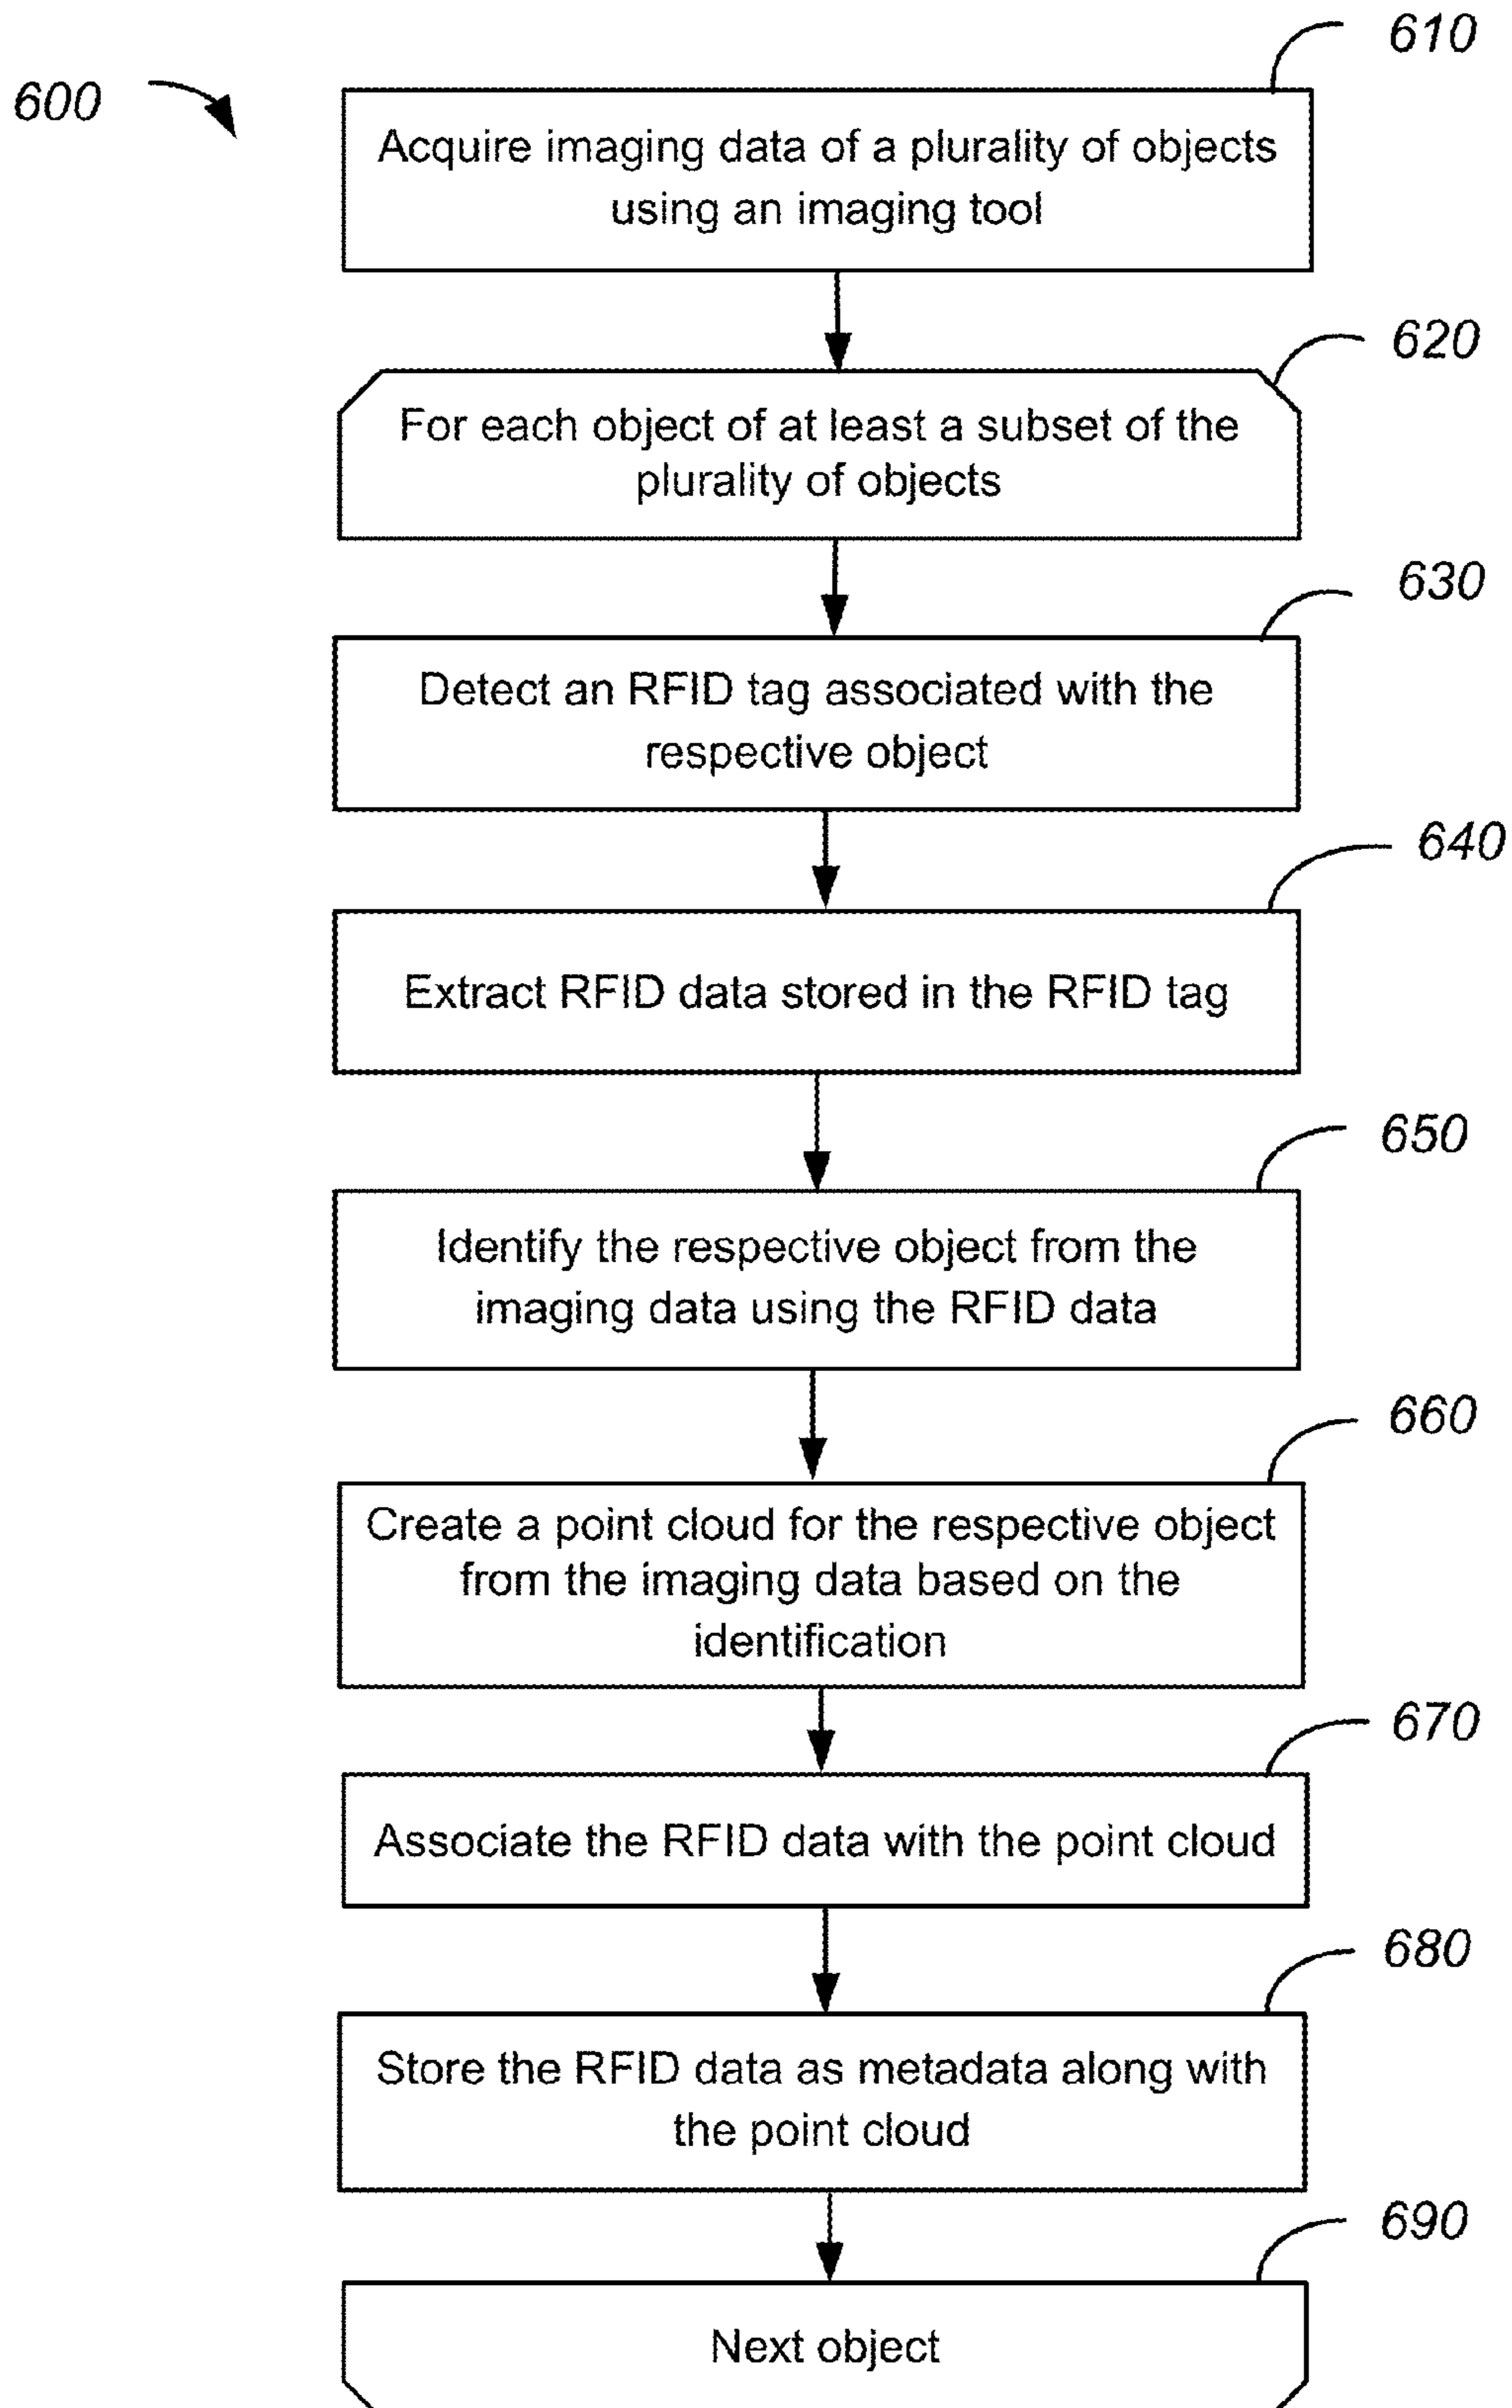 600
610
Acquire imaging data of a plurality of objects
using an imaging tool
620
For each object of at least a subset of the
plurality of objects
630
Detect an RFID tag associated with the
respective object
640
Extract RFID data stored in the RFID tag
650
Identify the respective object from the
imaging data using the RFID data
660
Create a point cloud for the respective object
from the imaging data based on the
identification
670
Associate the RFID data with the point cloud
680
Store the RFID data as metadata along with
the point cloud
690
Next object